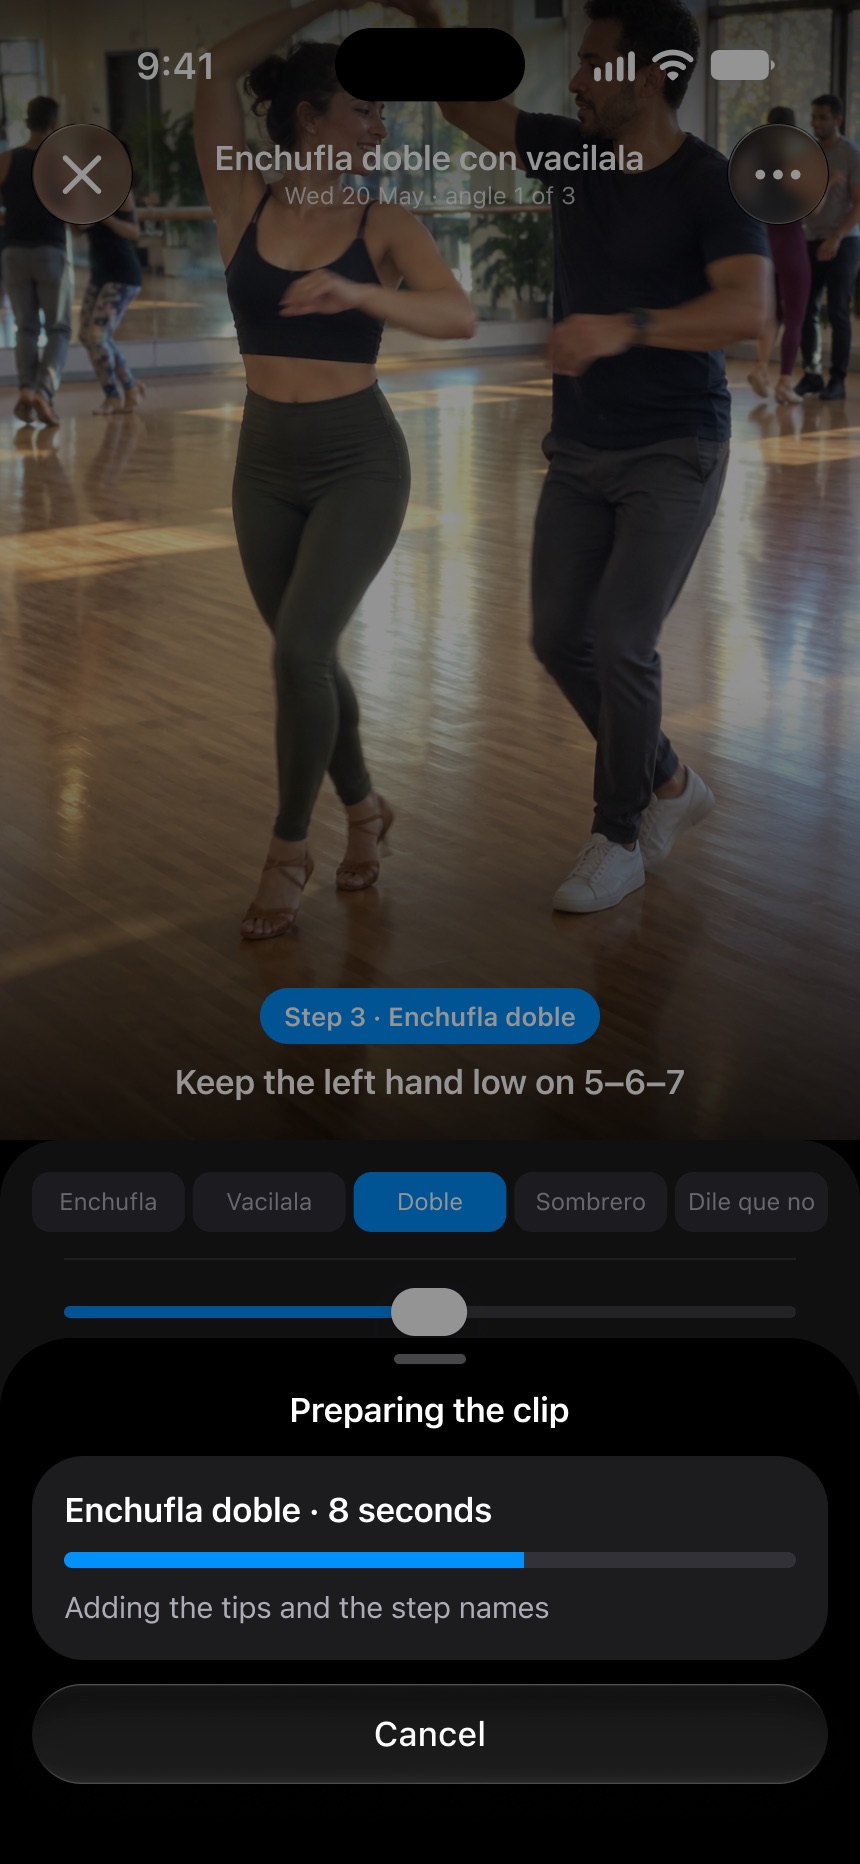 9:41
Enchufla doble con vacilala
Wed 20 May · angle 1 of 3
Step 3 · Enchufla doble
Keep the left hand low on 5–6–7
Enchufla
Vacilala
Doble
Sombrero
Dile que no
Preparing the clip
Enchufla doble · 8 seconds
Adding the tips and the step names
Cancel